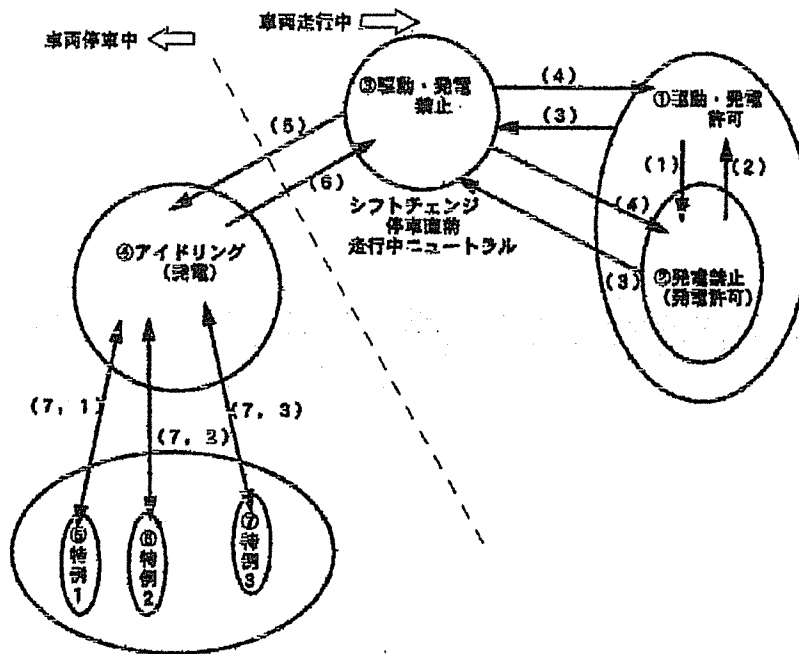 車両停車中
車両走行中
③駆動・発電
禁止
(4)
(3)
①駆動・発電
許可
(1)
(2)
(5)
(6)
(4)
(3)
シフトチェンジ
停車直前
走行中ニュートラル
④アイドリング
(発電)
②発電禁止
(発電許可)
(7, 1)
(7, 3)
⑤特例1
⑥特例2
⑦特例3